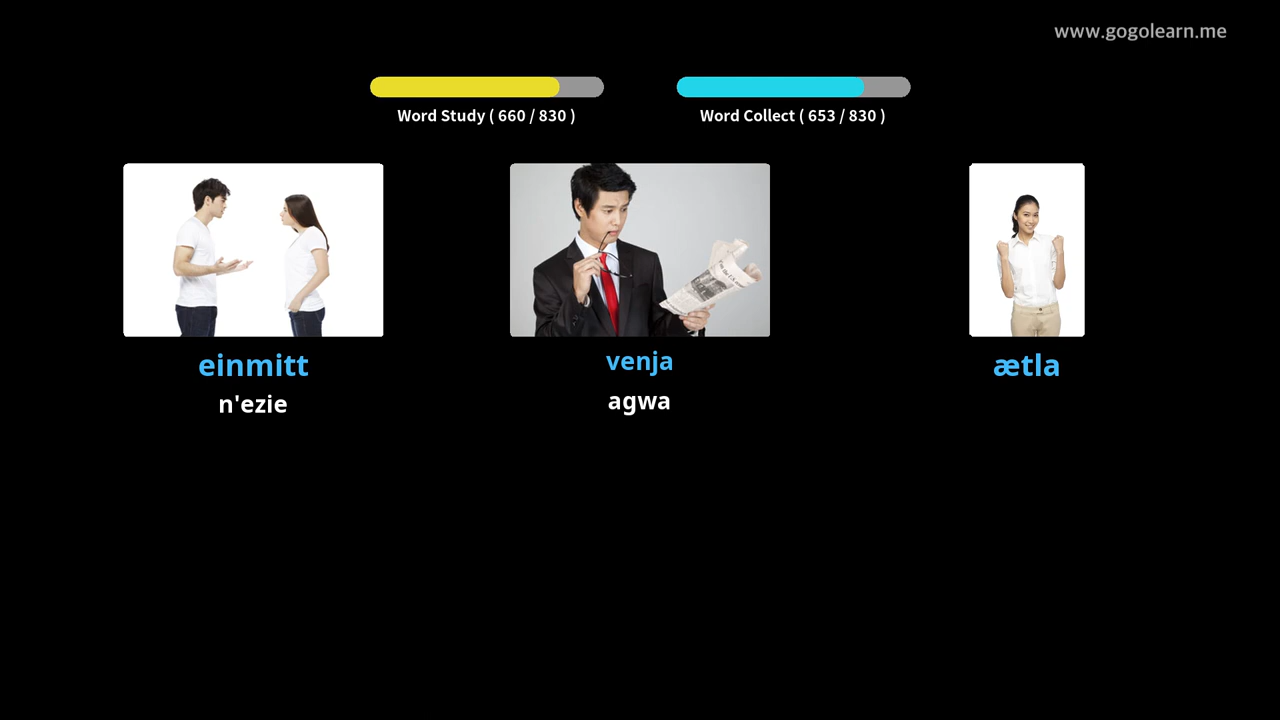 www.gogolearn.me
Word Study ( 660 / 830 )
Word Collect ( 653 / 830 )
einmitt
n'ezie
venja
agwa
ætla